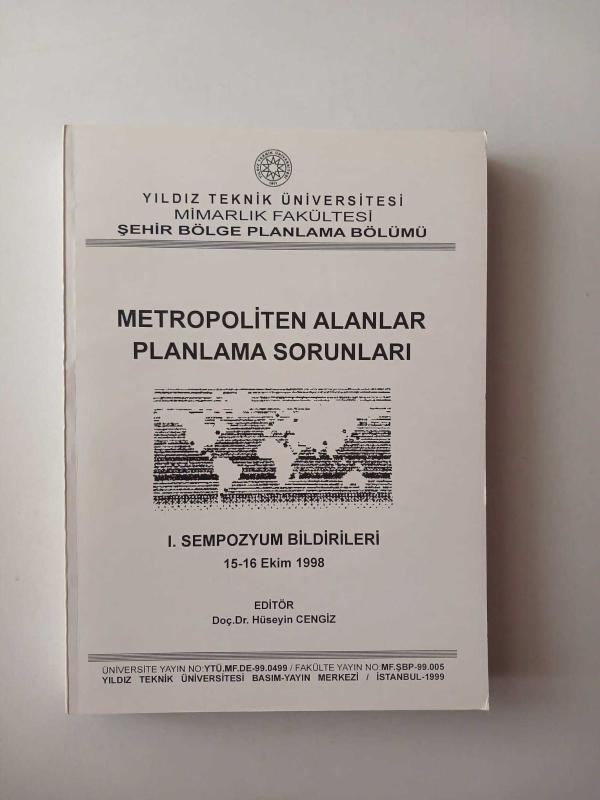 YILDIZ TEKNİK ÜNİVERSİTESİ
MİMARLIK FAKÜLTESİ
ŞEHİR BÖLGE PLANLAMA BÖLÜMÜ
METROPOLİTEN ALANLAR
PLANLAMA SORUNLARI
I. SEMPOZYUM BİLDİRİLERİ
15-16 Ekim 1998
EDİTÖR
Doç.Dr. Hüseyin CENGİZ
ÜNİVERSİTE YAYIN NO:YTÜ.MF.DE-99.0499 / FAKÜLTE YAYIN NO:MF.ŞBP-99.005
YILDIZ TEKNİK ÜNİVERSİTESİ BASIM-YAYIN MERKEZİ / İSTANBUL-1999